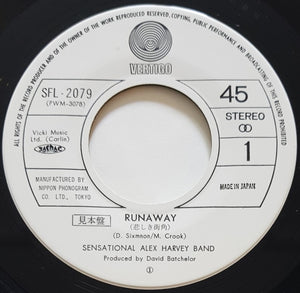 ALL RIGHTS OF THE RECORD PRODUCER AND OF THE OWNER OF THE WORK REPRODUCED RESERVED · COPYING, PUBLIC PERFORMANCE AND BROADCASTING OF THIS RECORD PROHIBITED
VERTIGO
SFL-2079
(PWM-3078)
45
STEREO
1
Vicki Music
Ltd. (Carlin)
JASRAC
MANUFACTURED BY
NIPPON PHONOGRAM
CO. LTD., TOKYO
MADE IN JAPAN
見本盤
RUNAWAY
(悲しき街角)
(D. Sixmnon/M. Crook)
SENSATIONAL ALEX HARVEY BAND
Produced by David Batchelor
①